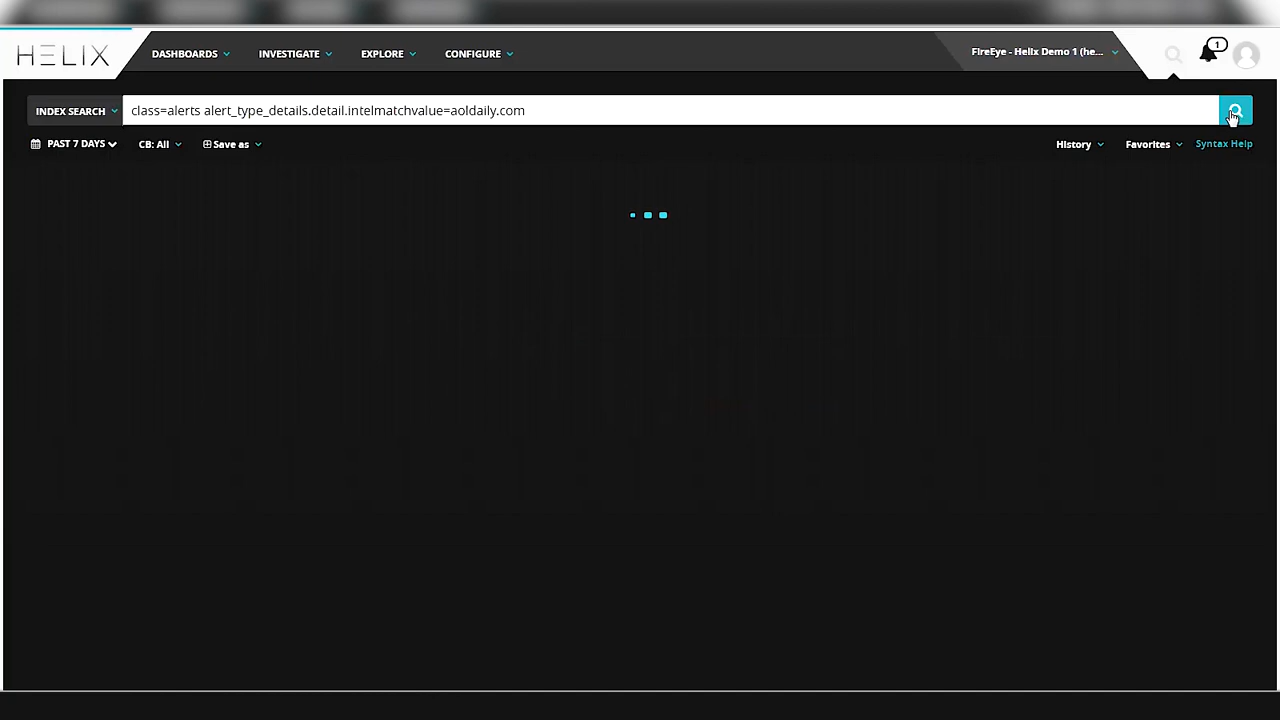 HELIX
DASHBOARDS INVESTIGATE EXPLORE CONFIGURE
FireEye - Helix Demo 1 (he...
1
INDEX SEARCH
class=alerts alert_type_details.detail.intelmatchvalue=aoldaily.com
PAST 7 DAYS CB: All Save as History Favorites Syntax Help